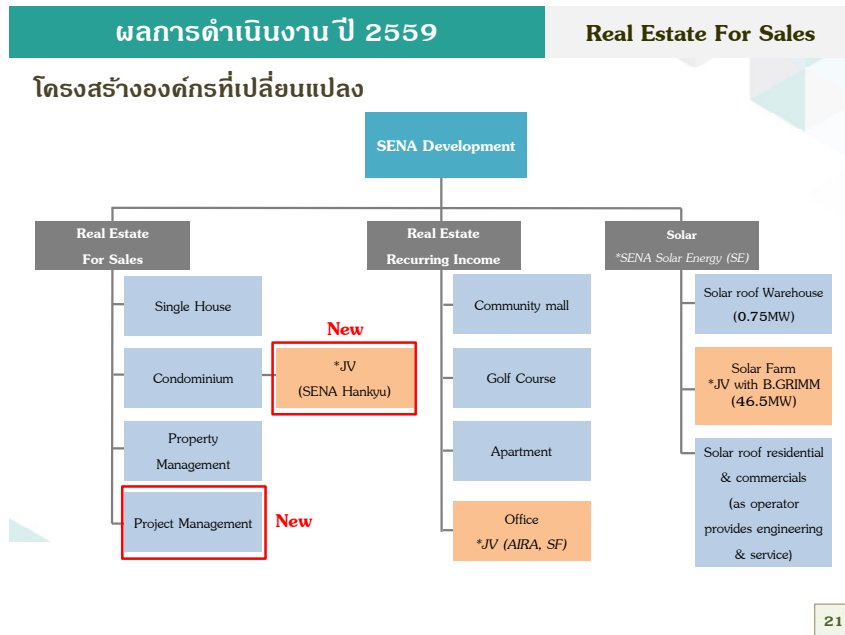 ผลการดำเนินงาน ปี 2559
Real Estate For Sales
โครงสร้างองค์กรที่เปลี่ยนแปลง
SENA Development
Real Estate
For Sales
Single House
Condominium
New
*JV
(SENA Hankyu)
Property
Management
Project Management
New
Real Estate
Recurring Income
Community mall
Golf Course
Apartment
Office
*JV (AIRA, SF)
Solar
*SENA Solar Energy (SE)
Solar roof Warehouse
(0.75MW)
Solar Farm
*JV with B.GRIMM
(46.5MW)
Solar roof residential
& commercials
(as operator
provides engineering
& service)
21